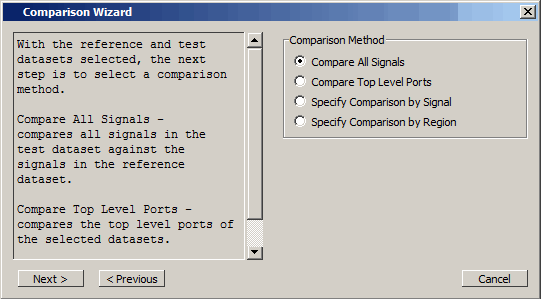 Comparison Wizard
With the reference and test
datasets selected, the next
step is to select a comparison
method.
Compare All Signals -
compares all signals in the
test dataset against the
signals in the reference
dataset.
Compare Top Level Ports -
compares the top level ports of
the selected datasets.
Comparison Method
Compare All Signals
Compare Top Level Ports
Specify Comparison by Signal
Specify Comparison by Region
Next >
< Previous
Cancel